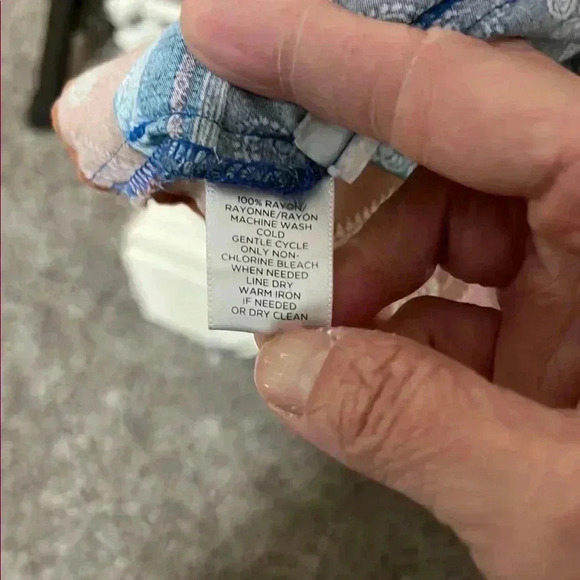 100% RAYON/
RAYONNE/RAYON
MACHINE WASH
COLD
GENTLE CYCLE
ONLY NON-
CHLORINE BLEACH
WHEN NEEDED
LINE DRY
WARM IRON
IF NEEDED
OR DRY CLEAN